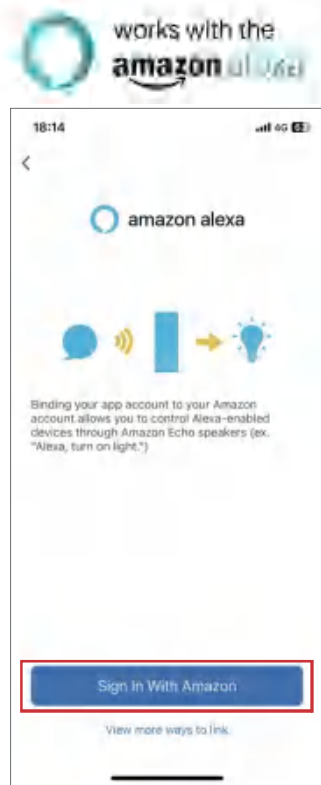 works with the
amazon alexa
18:14
4G
amazon alexa
Binding your app account to your Amazon
account allows you to control Alexa-enabled
devices through Amazon Echo speakers (ex.
"Alexa, turn on light.")
Sign In With Amazon
View more ways to link